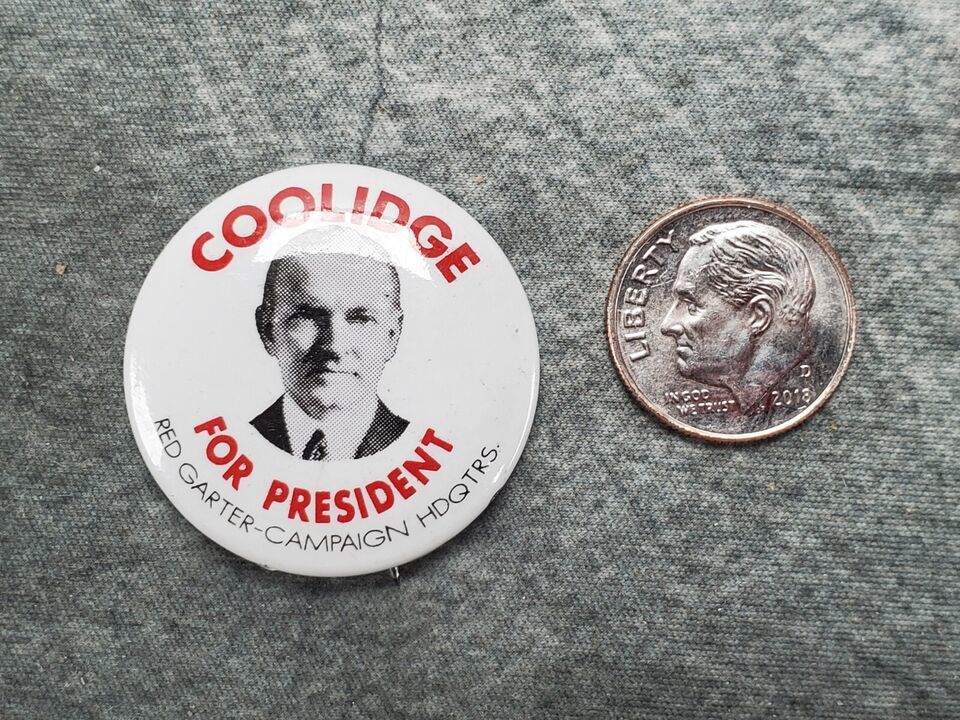 COOLIDGE
FOR PRESIDENT
RED GARTER-CAMPAIGN HDQTRS.
LIBERTY
IN GOD
WE TRUST
D
2018